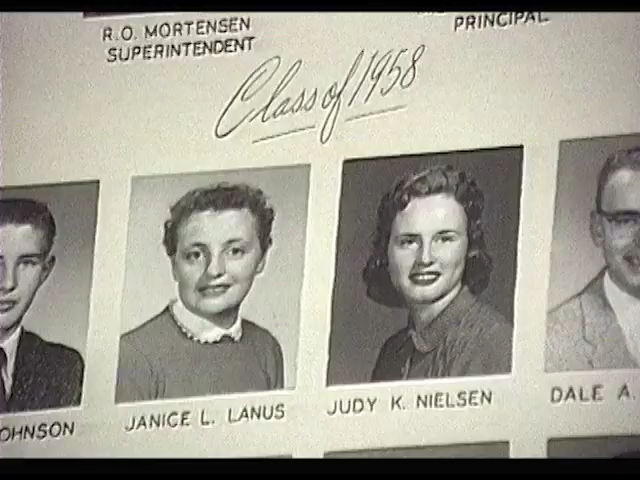 R.O. MORTENSEN
SUPERINTENDENT
PRINCIPAL
Class of 1958
OHNSON
JANICE L. LANUS
JUDY K. NIELSEN
DALE A.